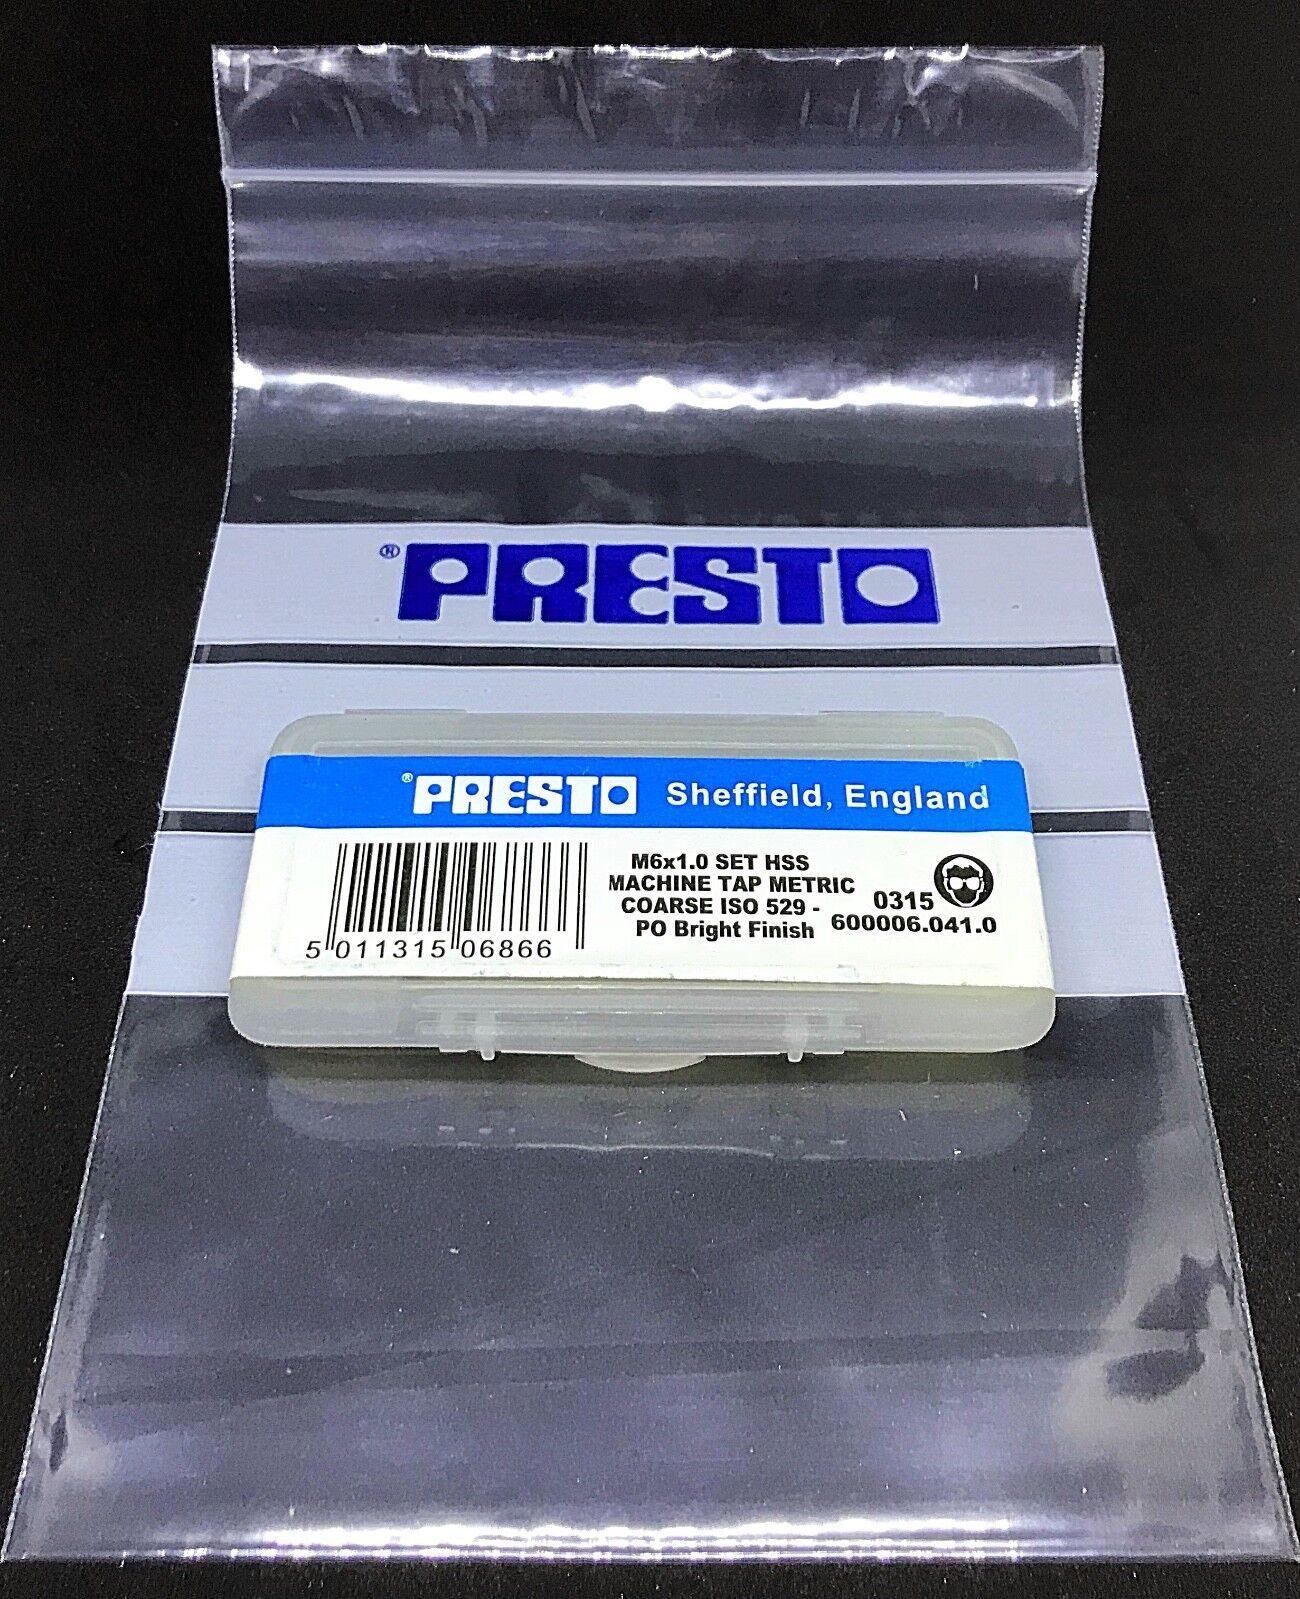 ® PRESTO
® PRESTO Sheffield, England
M6x1.0 SET HSS
MACHINE TAP METRIC
COARSE ISO 529 -
PO Bright Finish
0315
600006.041.0
5 011315 06866